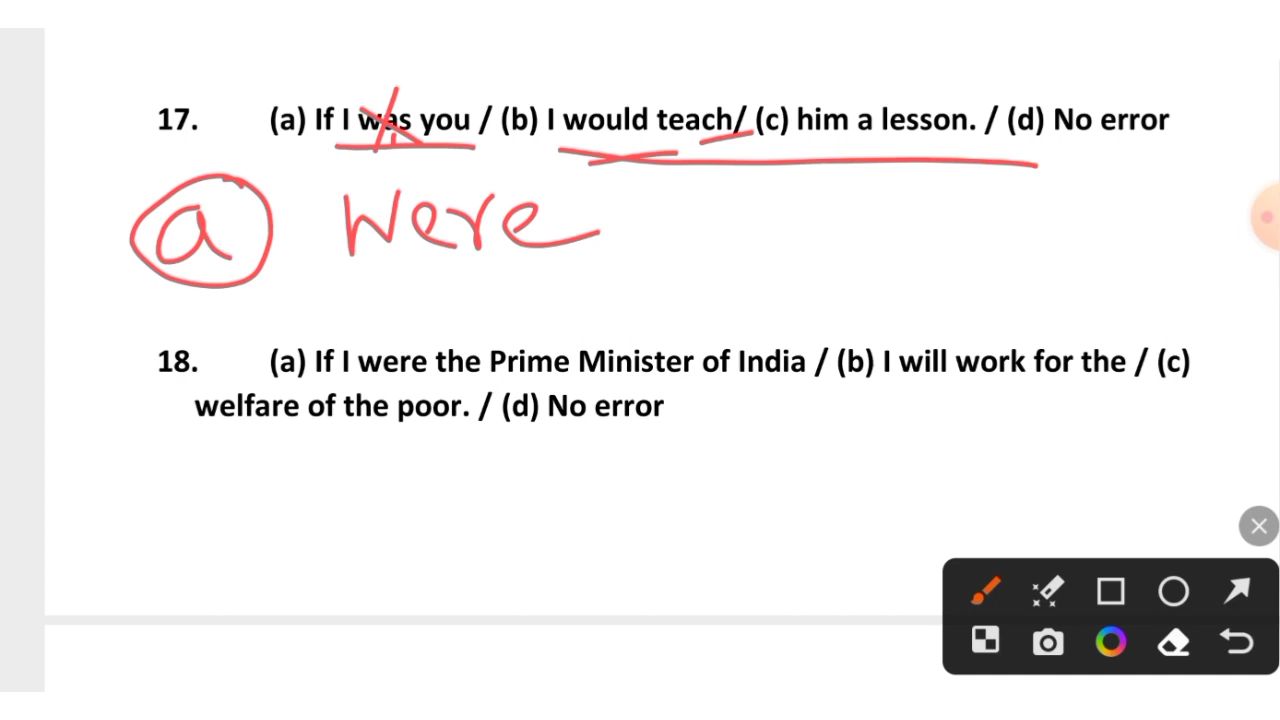 17. (a) If I was you / (b) I would teach/ (c) him a lesson. / (d) No error
a were
18. (a) If I were the Prime Minister of India / (b) I will work for the / (c)
welfare of the poor. / (d) No error